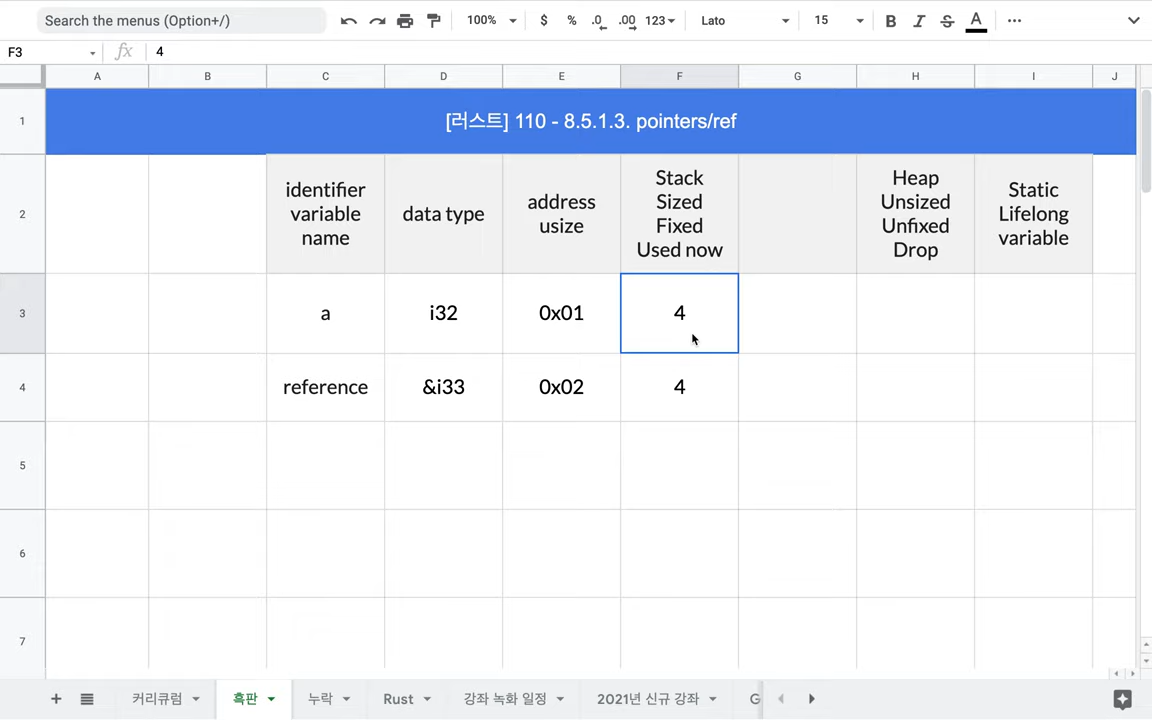 Search the menus (Option+/)
100%
$ % .0 .00 123
Lato
15
B I S A
F3
fx
4
A B C D E F G H I J
1
[러스트] 110 - 8.5.1.3. pointers/ref
2
identifier
variable
name
data type
address
usize
Stack
Sized
Fixed
Used now
Heap
Unsized
Unfixed
Drop
Static
Lifelong
variable
3
a
i32
0x01
4
4
reference
&i33
0x02
4
5
6
7
커리큐럼
흑판
누락
Rust
강좌 녹화 일정
2021년 신규 강좌
G